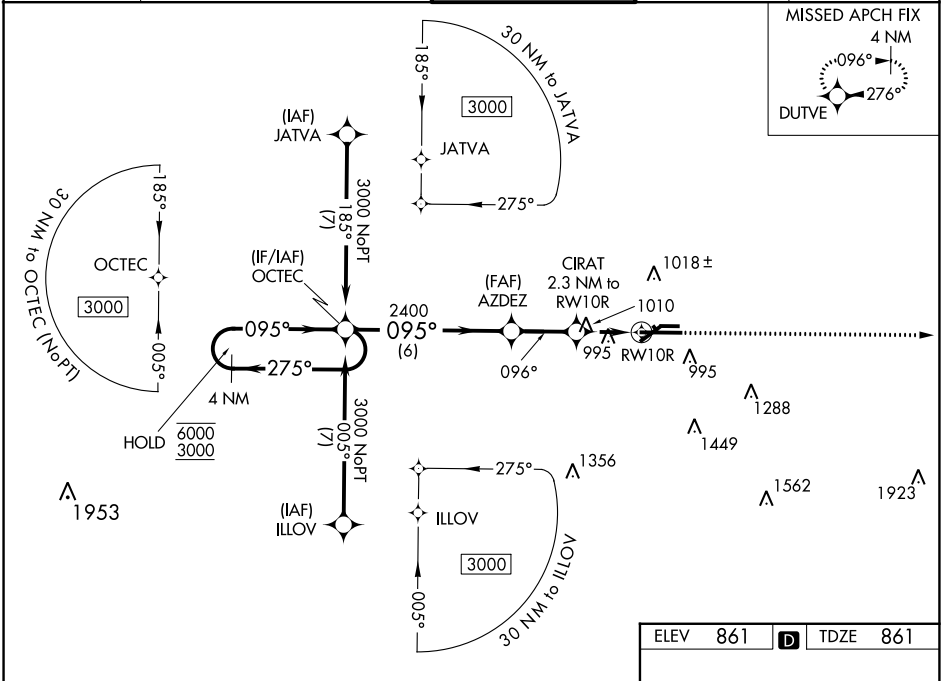 MISSED APCH FIX
4 NM
096°
276°
DUTVE
30 NM to JATVA
185°
3000
JATVA
275°
(IAF)
JATVA
3000 NoPT
185°
(7)
30 NM to OCTEC (NoPT)
185°
OCTEC
3000
005°
(IF/IAF)
OCTEC
095°
275°
4 NM
HOLD
6000
3000
2400
095°
(6)
(FAF)
AZDEZ
096°
CIRAT
2.3 NM to
RW10R
1018±
1010
995
RW10R
995
1288
1449
1356
1562
1923
1953
3000 NoPT
005°
(7)
(IAF)
ILLOV
275°
ILLOV
3000
005°
30 NM to ILLOV
ELEV 861 D TDZE 861